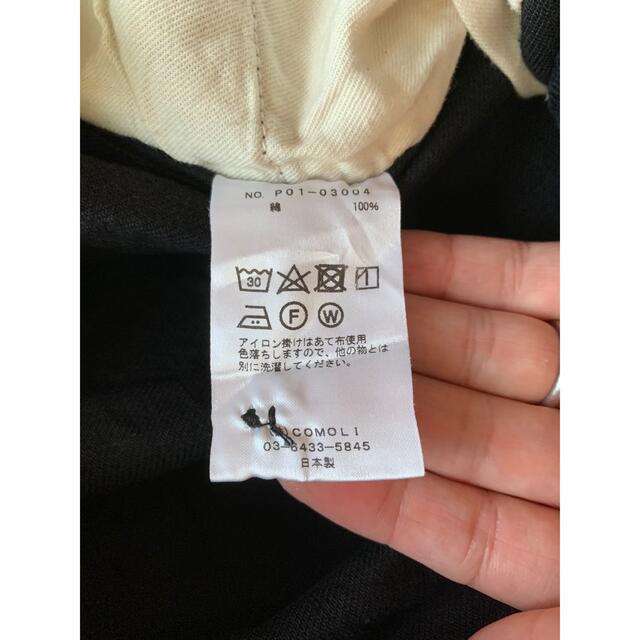 NO. P01-03004
綿 100%
30
F W
アイロン掛けはあて布使用
色落ちしますので、他の物とは
別に洗濯してください。
COMOLI
03-6433-5845
日本製